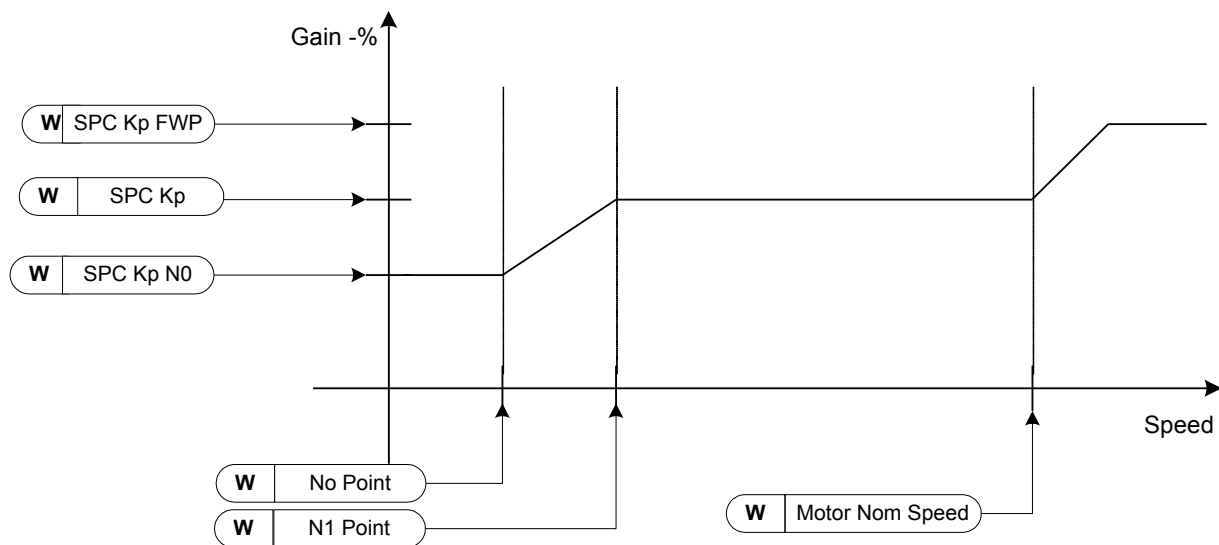 Gain -%
W SPC Kp FWP
W SPC Kp
W SPC Kp N0
Speed
W No Point
W N1 Point
W Motor Nom Speed